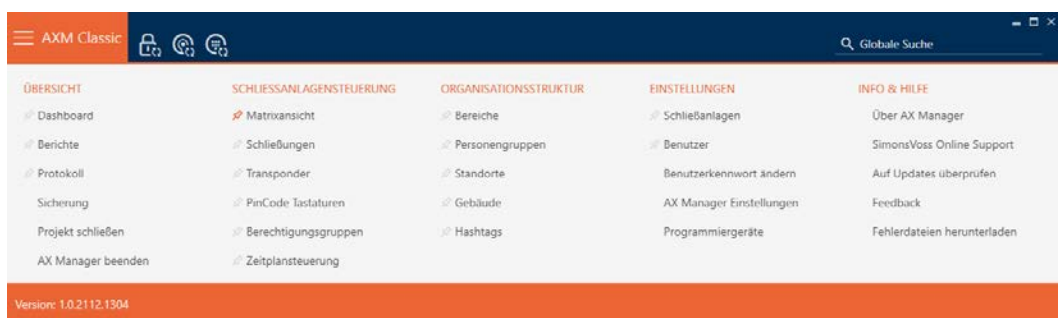 AXM Classic
Globale Suche
ÜBERSICHT
Dashboard
Berichte
Protokoll
Sicherung
Projekt schließen
AX Manager beenden
SCHLIESSANLAGENSTEUERUNG
Matrixansicht
Schließungen
Transponder
PinCode Tastaturen
Berechtigungsgruppen
Zeitplansteuerung
ORGANISATIONSSTRUKTUR
Bereiche
Personengruppen
Standorte
Gebäude
Hashtags
EINSTELLUNGEN
Schließanlagen
Benutzer
Benutzerkennwort ändern
AX Manager Einstellungen
Programmiergeräte
INFO & HILFE
Über AX Manager
SimonsVoss Online Support
Auf Updates überprüfen
Feedback
Fehlerdateien herunterladen
Version: 1.0.2112.1304